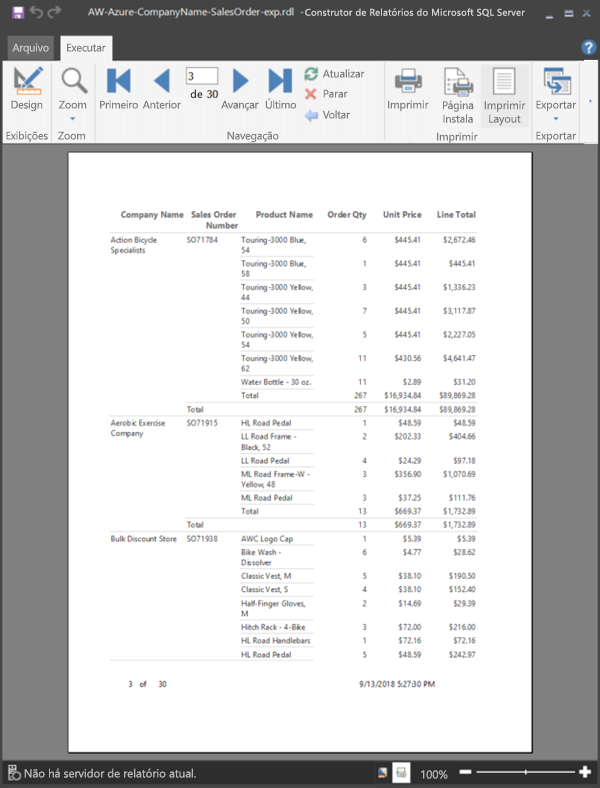 AW-Azure-CompanyName-SalesOrder-exp.rdl -Construtor de Relatórios do Microsoft SQL Server
Arquivo Executar ?
3
Atualizar
de 30
Parar
Voltar
Design Zoom Primeiro Anterior Avançar Último Imprimir Página Instala Imprimir Layout Exportar
Exibições Zoom Navegação Imprimir Exportar
Company Name Sales Order Product Name Order Qty Unit Price Line Total
Number
Action Bicycle SO71784 Touring-3000 Blue, 6 $445.41 $2,672.46
Specialists 54
Touring-3000 Blue, 1 $445.41 $445.41
58
Touring-3000 Yellow, 3 $445.41 $1,336.23
44
Touring-3000 Yellow, 7 $445.41 $3,117.87
50
Touring-3000 Yellow, 5 $445.41 $2,227.05
54
Touring-3000 Yellow, 11 $430.56 $4,641.47
62
Water Bottle - 30 oz. 11 $2.89 $31.20
Total 267 $16,934.84 $89,869.28
Total 267 $16,934.84 $89,869.28
Aerobic Exercise SO71915 HL Road Pedal 1 $48.59 $48.59
Company LL Road Frame - 2 $202.33 $404.66
Black, 52
LL Road Pedal 4 $24.29 $97.18
ML Road Frame-W - 3 $356.90 $1,070.69
Yellow, 48
ML Road Pedal 3 $37.25 $111.76
Total 13 $669.37 $1,732.89
Total 13 $669.37 $1,732.89
Bulk Discount Store SO71938 AWC Logo Cap 1 $5.39 $5.39
Bike Wash - 6 $4.77 $28.62
Dissolver
Classic Vest, M 5 $38.10 $190.50
Classic Vest, S 4 $38.10 $152.40
Half-Finger Gloves, 2 $14.69 $29.39
M
Hitch Rack - 4-Bike 3 $72.00 $216.00
HL Road Handlebars 1 $72.16 $72.16
HL Road Pedal 5 $48.59 $242.97
3 of 30 9/13/2018 5:27:30 PM
Não há servidor de relatório atual. 100%